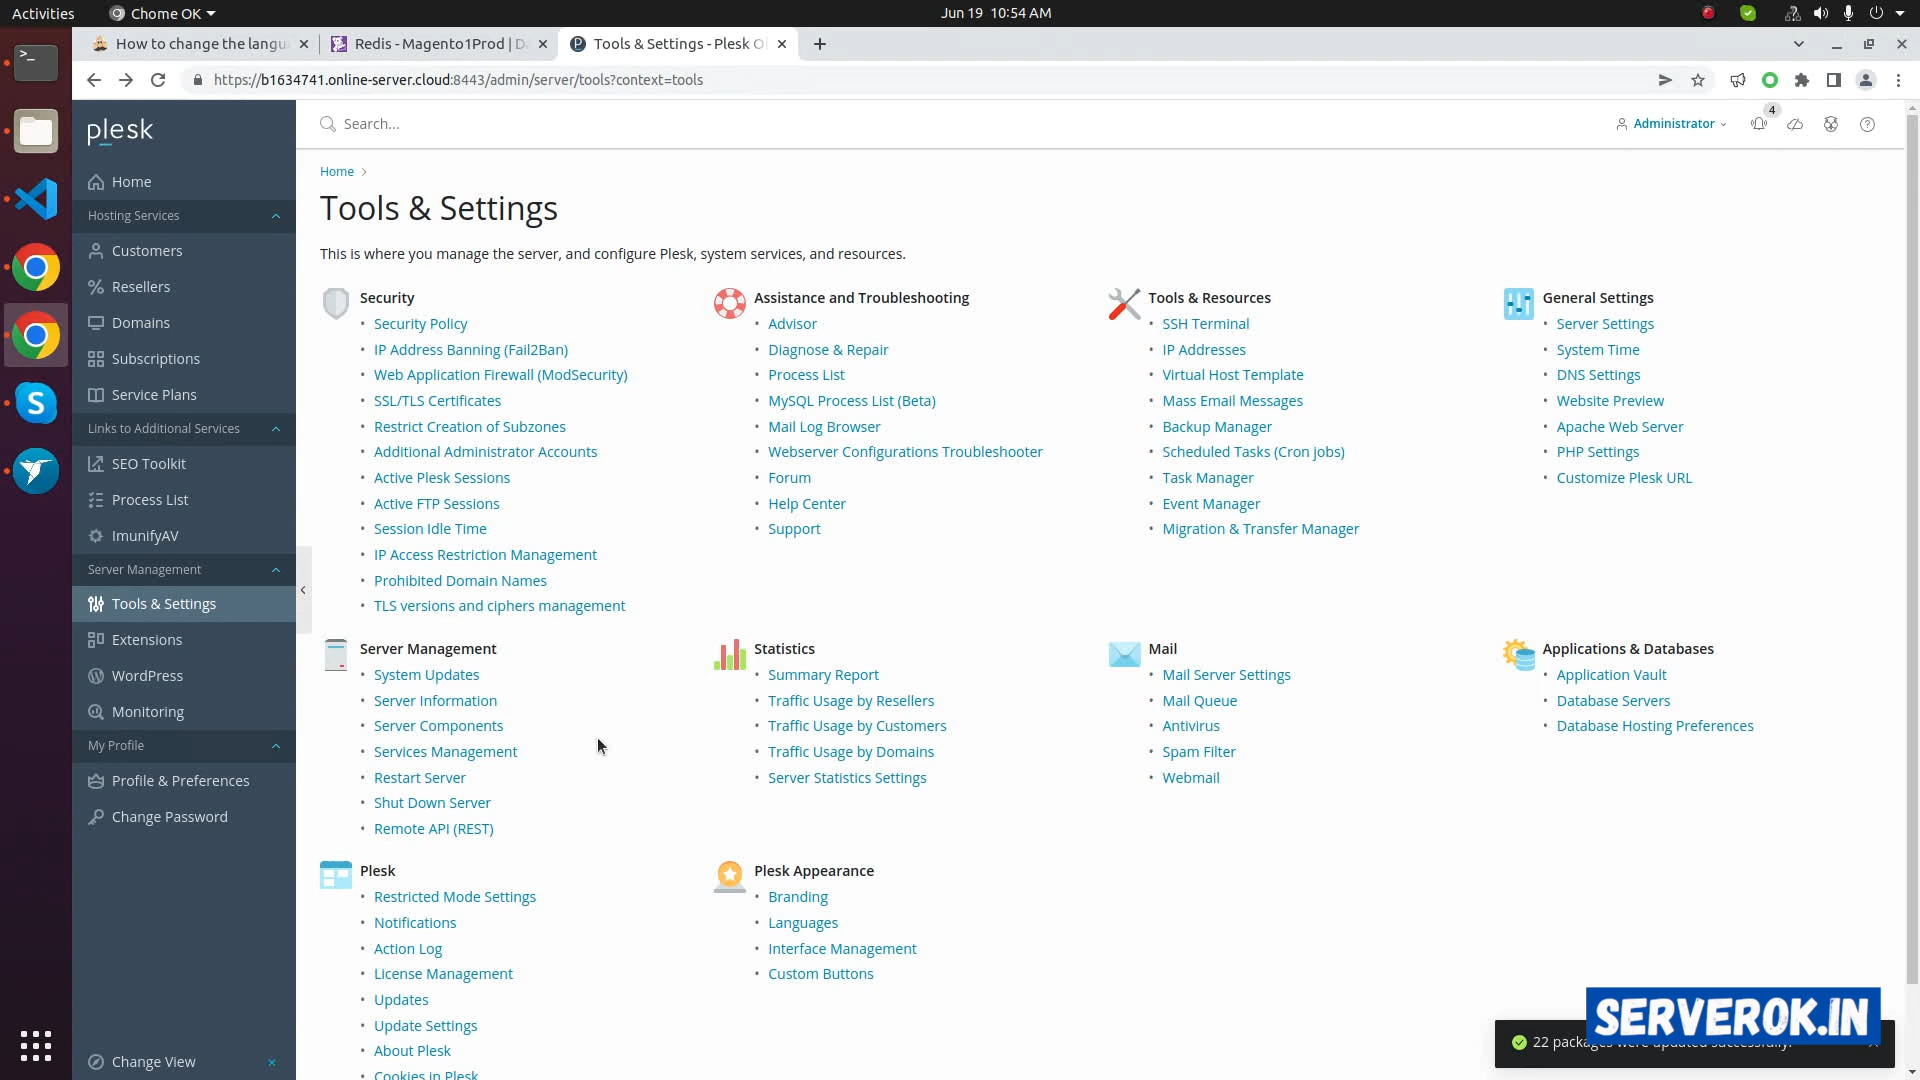 Activities
Chome OK
Jun 19 10:54 AM
How to change the langu
Redis - Magento1Prod | D
Tools & Settings - Plesk O
https://b1634741.online-server.cloud:8443/admin/server/tools?context=tools
plesk
Search...
Administrator
4
Home
Hosting Services
Customers
Resellers
Domains
Subscriptions
Service Plans
Links to Additional Services
SEO Toolkit
Process List
ImunifyAV
Server Management
Tools & Settings
Extensions
WordPress
Monitoring
My Profile
Profile & Preferences
Change Password
Change View
Home
Tools & Settings
This is where you manage the server, and configure Plesk, system services, and resources.
Security
Security Policy
IP Address Banning (Fail2Ban)
Web Application Firewall (ModSecurity)
SSL/TLS Certificates
Restrict Creation of Subzones
Additional Administrator Accounts
Active Plesk Sessions
Active FTP Sessions
Session Idle Time
IP Access Restriction Management
Prohibited Domain Names
TLS versions and ciphers management
Assistance and Troubleshooting
Advisor
Diagnose & Repair
Process List
MySQL Process List (Beta)
Mail Log Browser
Webserver Configurations Troubleshooter
Forum
Help Center
Support
Tools & Resources
SSH Terminal
IP Addresses
Virtual Host Template
Mass Email Messages
Backup Manager
Scheduled Tasks (Cron jobs)
Task Manager
Event Manager
Migration & Transfer Manager
General Settings
Server Settings
System Time
DNS Settings
Website Preview
Apache Web Server
PHP Settings
Customize Plesk URL
Server Management
System Updates
Server Information
Server Components
Services Management
Restart Server
Shut Down Server
Remote API (REST)
Statistics
Summary Report
Traffic Usage by Resellers
Traffic Usage by Customers
Traffic Usage by Domains
Server Statistics Settings
Mail
Mail Server Settings
Mail Queue
Antivirus
Spam Filter
Webmail
Applications & Databases
Application Vault
Database Servers
Database Hosting Preferences
Plesk
Restricted Mode Settings
Notifications
Action Log
License Management
Updates
Update Settings
About Plesk
Cookies in Plesk
Plesk Appearance
Branding
Languages
Interface Management
Custom Buttons
SERVEROK.IN
22 packages were updated successfully.